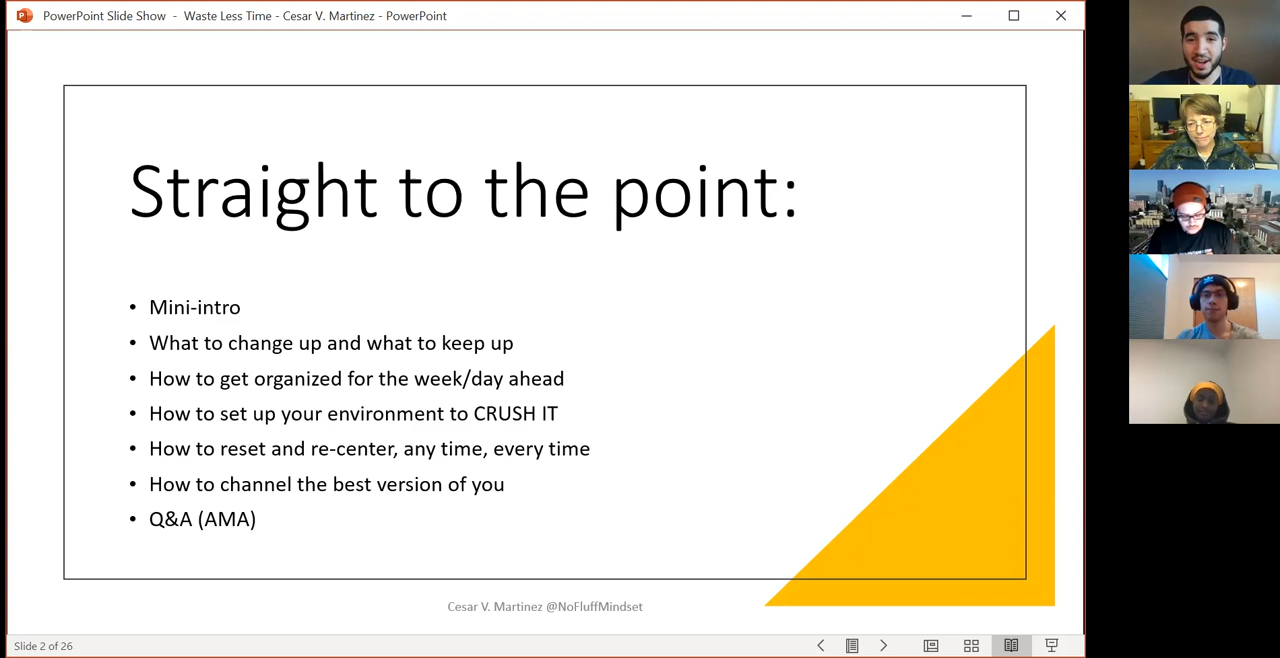 PowerPoint Slide Show - Waste Less Time - Cesar V. Martinez - PowerPoint
Straight to the point:
• Mini-intro
• What to change up and what to keep up
• How to get organized for the week/day ahead
• How to set up your environment to CRUSH IT
• How to reset and re-center, any time, every time
• How to channel the best version of you
• Q&A (AMA)
Cesar V. Martinez @NoFluffMindset
Slide 2 of 26